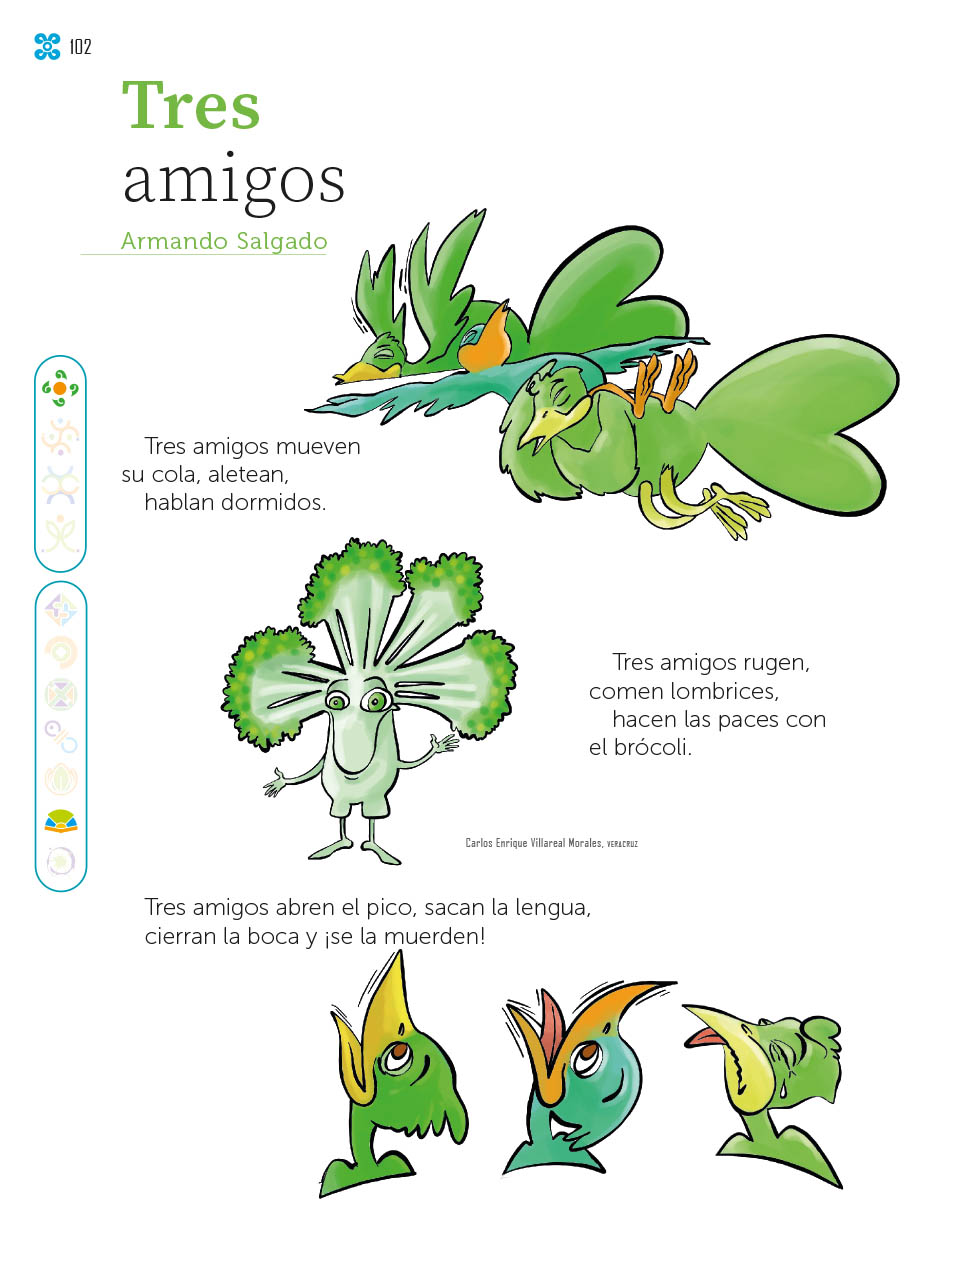 102
Tres
amigos
Armando Salgado
Tres amigos mueven
su cola, aletean,
hablan dormidos.
Tres amigos rugen,
comen lombrices,
hacen las paces con
el brócoli.
Carlos Enrique Villareal Morales, VERACRUZ
Tres amigos abren el pico, sacan la lengua,
cierran la boca y ¡se la muerden!